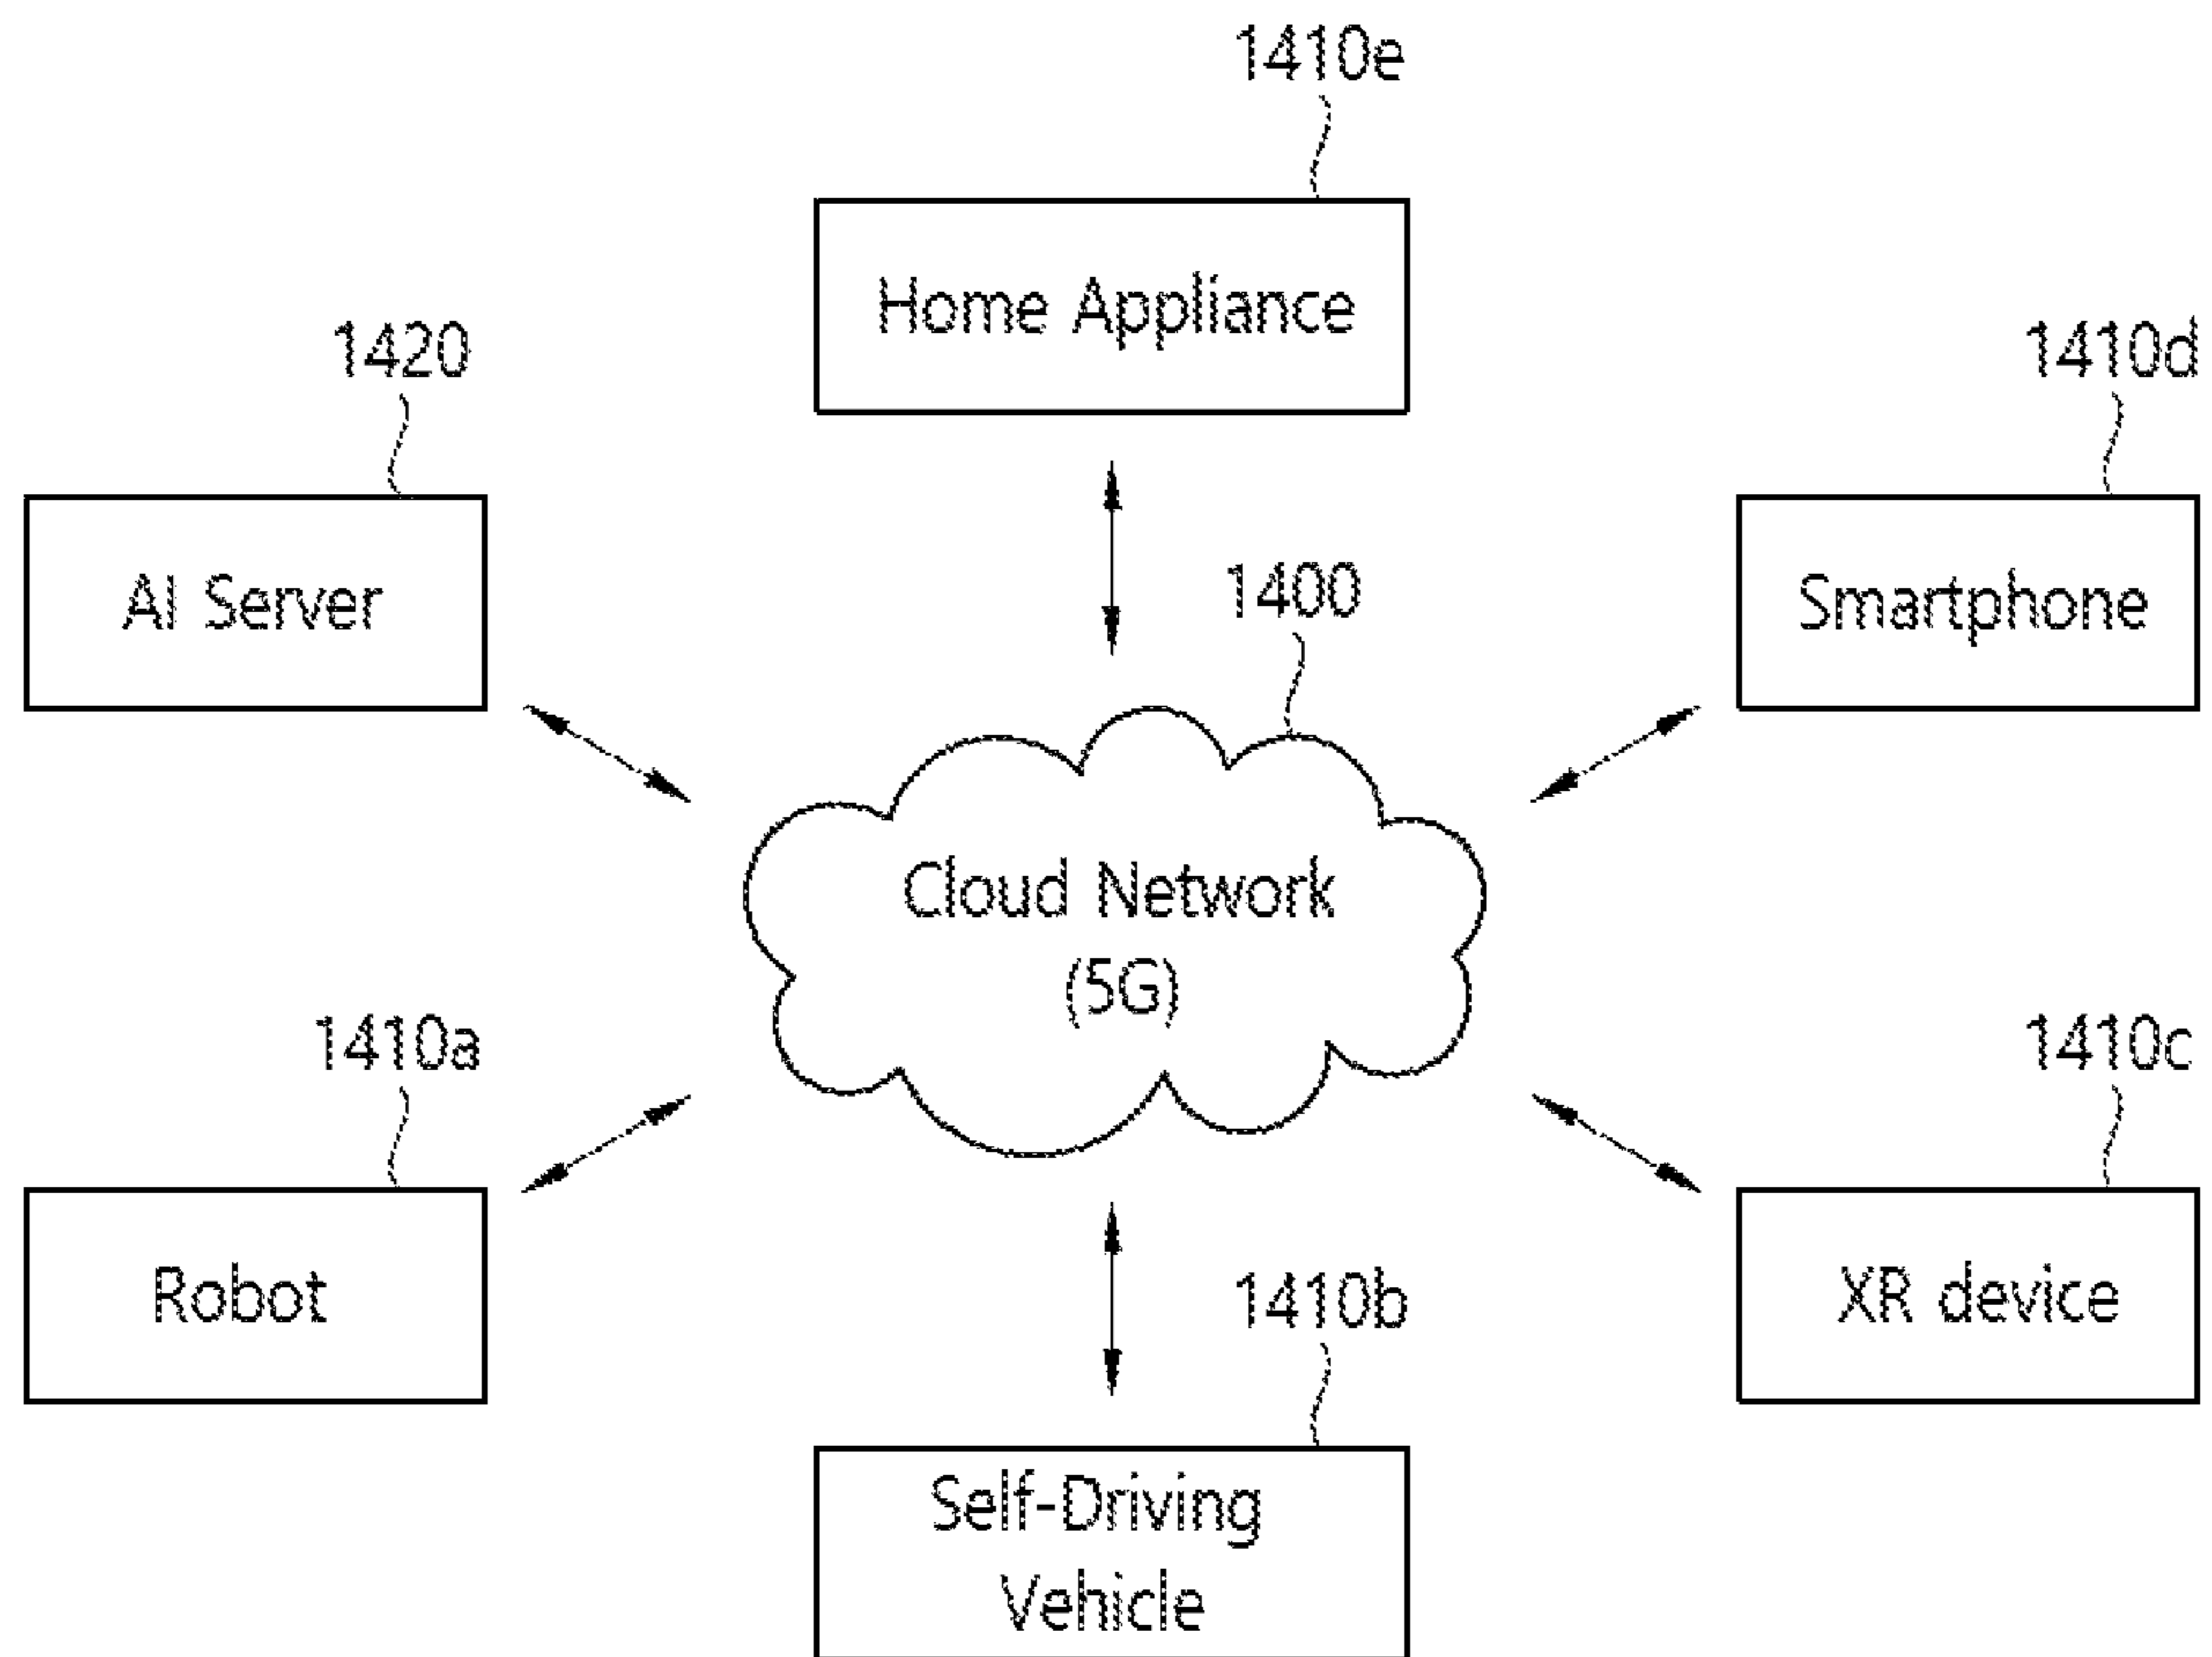 1410e
Home Appliance
1420
1410d
AI Server
1400
Smartphone
Cloud Network
(5G)
1410a
1410c
Robot
1410b
XR device
Self-Driving
Vehicle